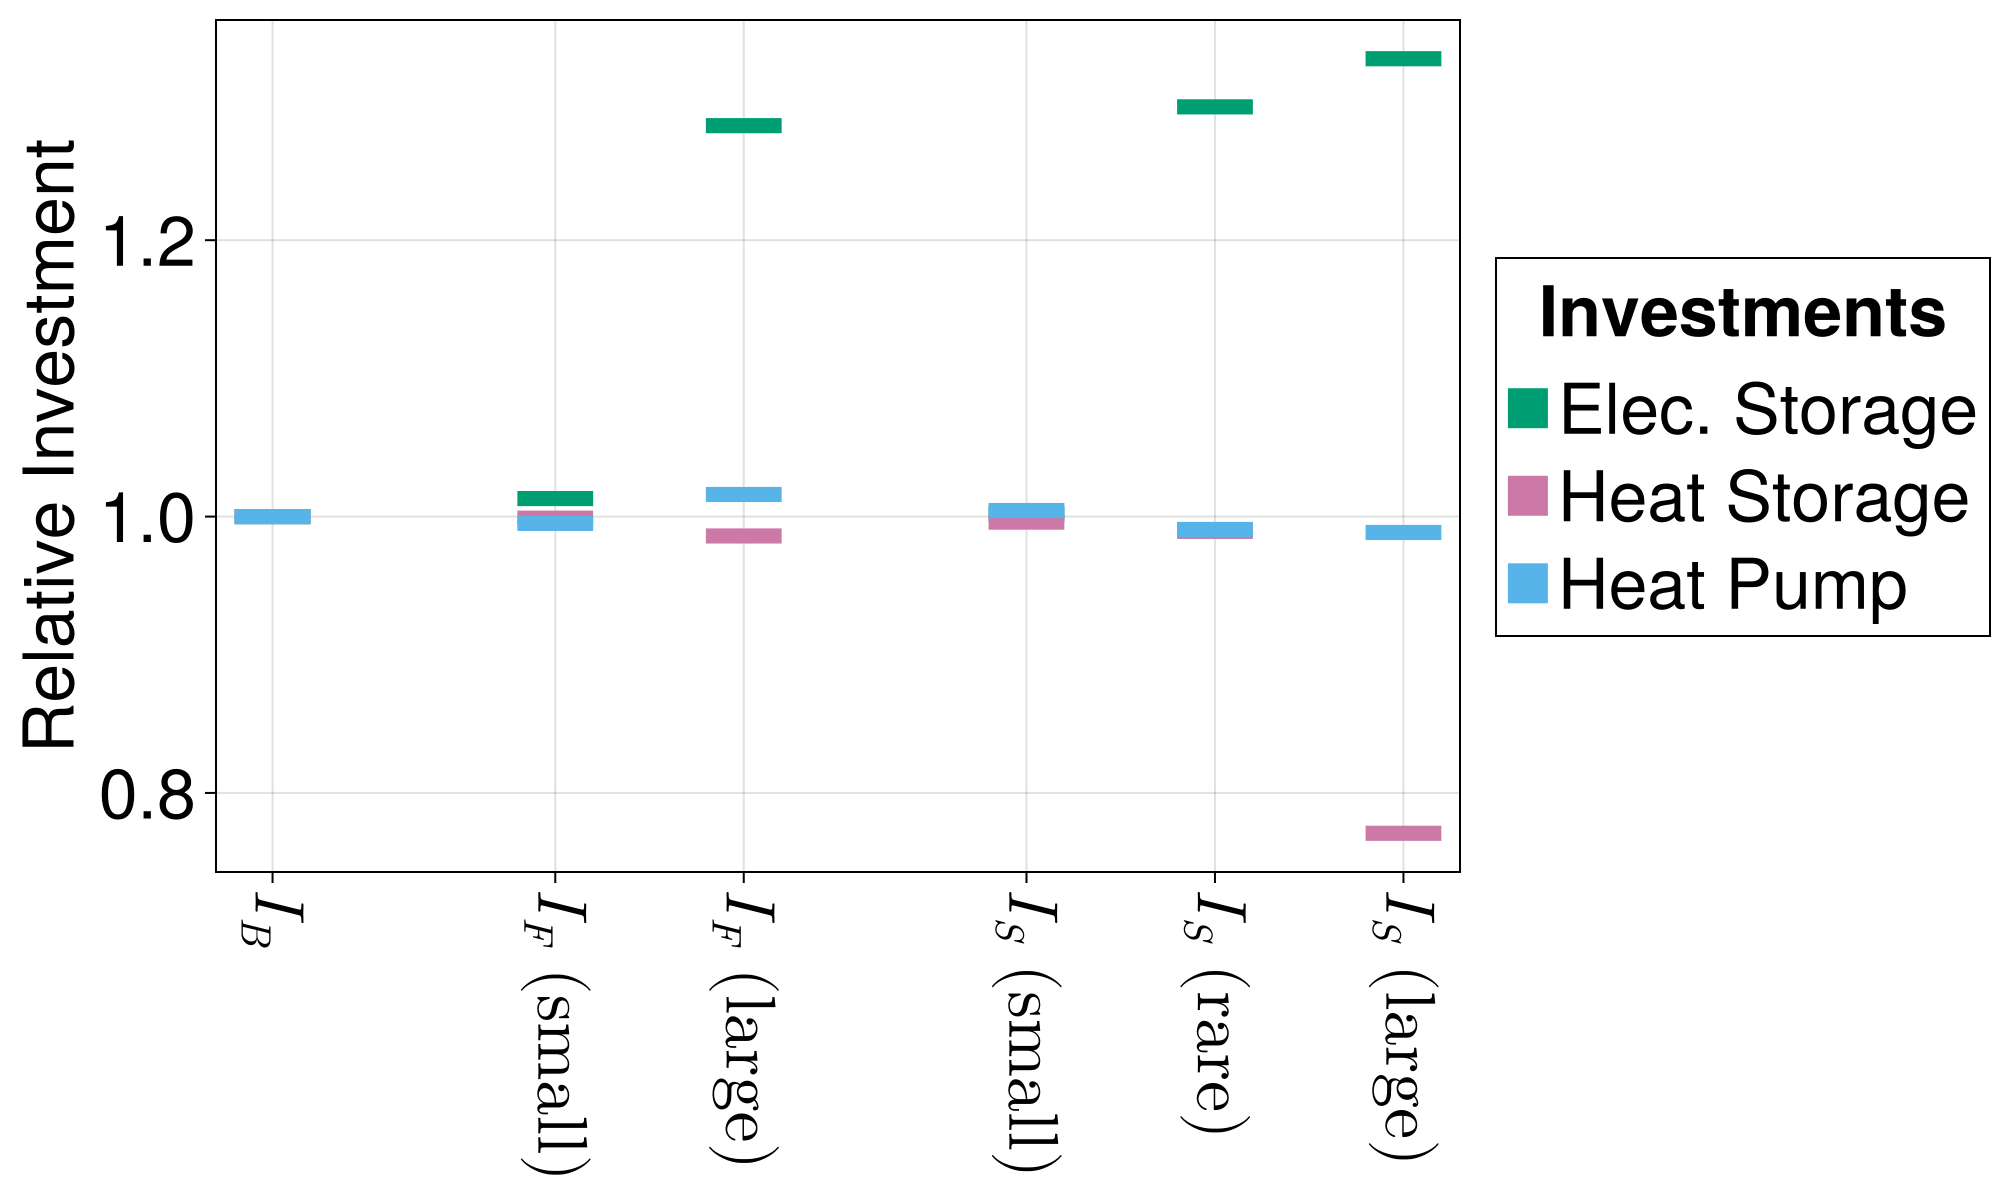 Relative Investment
1.2
1.0
0.8
I_B
I_F (small)
I_F (large)
I_S (small)
I_S (rare)
I_S (large)
Investments
Elec. Storage
Heat Storage
Heat Pump